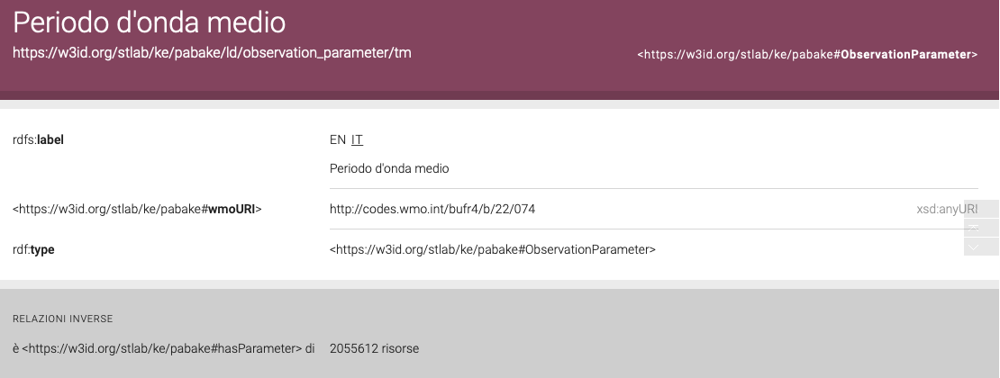 Periodo d'onda medio
https://w3id.org/stlab/ke/pabake/ld/observation_parameter/tm
<https://w3id.org/stlab/ke/pabake#ObservationParameter>
rdfs:label
EN IT
Periodo d'onda medio
<https://w3id.org/stlab/ke/pabake#wmoURI>
http://codes.wmo.int/bufr4/b/22/074
xsd:anyURI
rdf:type
<https://w3id.org/stlab/ke/pabake#ObservationParameter>
RELAZIONI INVERSE
è <https://w3id.org/stlab/ke/pabake#hasParameter> di
2055612 risorse